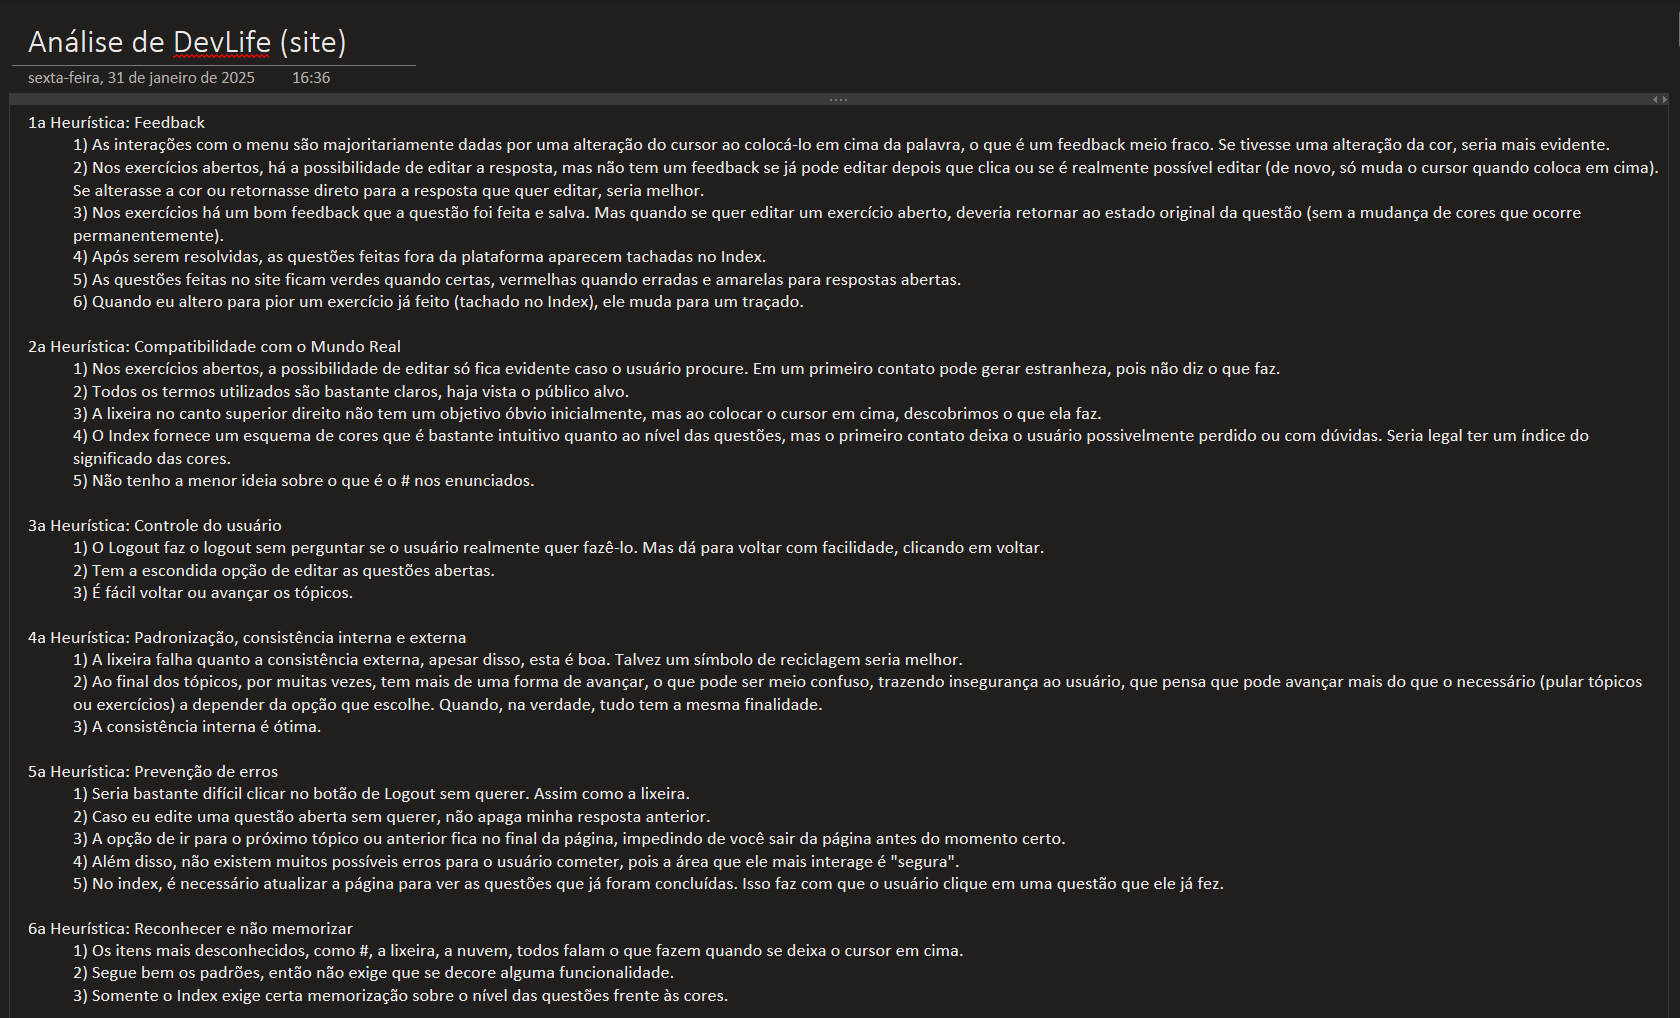 Análise de DevLife (site)
sexta-feira, 31 de janeiro de 2025 16:36
1a Heurística: Feedback
1) As interações com o menu são majoritariamente dadas por uma alteração do cursor ao colocá-lo em cima da palavra, o que é um feedback meio fraco. Se tivesse uma alteração da cor, seria mais evidente.
2) Nos exercícios abertos, há a possibilidade de editar a resposta, mas não tem um feedback se já pode editar depois que clica ou se é realmente possível editar (de novo, só muda o cursor quando coloca em cima).
Se alterasse a cor ou retornasse direto para a resposta que quer editar, seria melhor.
3) Nos exercícios há um bom feedback que a questão foi feita e salva. Mas quando se quer editar um exercício aberto, deveria retornar ao estado original da questão (sem a mudança de cores que ocorre
permanentemente).
4) Após serem resolvidas, as questões feitas fora da plataforma aparecem tachadas no Index.
5) As questões feitas no site ficam verdes quando certas, vermelhas quando erradas e amarelas para respostas abertas.
6) Quando eu altero para pior um exercício já feito (tachado no Index), ele muda para um traçado.
2a Heurística: Compatibilidade com o Mundo Real
1) Nos exercícios abertos, a possibilidade de editar só fica evidente caso o usuário procure. Em um primeiro contato pode gerar estranheza, pois não diz o que faz.
2) Todos os termos utilizados são bastante claros, haja vista o público alvo.
3) A lixeira no canto superior direito não tem um objetivo óbvio inicialmente, mas ao colocar o cursor em cima, descobrimos o que ela faz.
4) O Index fornece um esquema de cores que é bastante intuitivo quanto ao nível das questões, mas o primeiro contato deixa o usuário possivelmente perdido ou com dúvidas. Seria legal ter um índice do
significado das cores.
5) Não tenho a menor ideia sobre o que é o # nos enunciados.
3a Heurística: Controle do usuário
1) O Logout faz o logout sem perguntar se o usuário realmente quer fazê-lo. Mas dá para voltar com facilidade, clicando em voltar.
2) Tem a escondida opção de editar as questões abertas.
3) É fácil voltar ou avançar os tópicos.
4a Heurística: Padronização, consistência interna e externa
1) A lixeira falha quanto a consistência externa, apesar disso, esta é boa. Talvez um símbolo de reciclagem seria melhor.
2) Ao final dos tópicos, por muitas vezes, tem mais de uma forma de avançar, o que pode ser meio confuso, trazendo insegurança ao usuário, que pensa que pode avançar mais do que o necessário (pular tópicos
ou exercícios) a depender da opção que escolhe. Quando, na verdade, tudo tem a mesma finalidade.
3) A consistência interna é ótima.
5a Heurística: Prevenção de erros
1) Seria bastante difícil clicar no botão de Logout sem querer. Assim como a lixeira.
2) Caso eu edite uma questão aberta sem querer, não apaga minha resposta anterior.
3) A opção de ir para o próximo tópico ou anterior fica no final da página, impedindo de você sair da página antes do momento certo.
4) Além disso, não existem muitos possíveis erros para o usuário cometer, pois a área que ele mais interage é "segura".
5) No index, é necessário atualizar a página para ver as questões que já foram concluídas. Isso faz com que o usuário clique em uma questão que ele já fez.
6a Heurística: Reconhecer e não memorizar
1) Os itens mais desconhecidos, como #, a lixeira, a nuvem, todos falam o que fazem quando se deixa o cursor em cima.
2) Segue bem os padrões, então não exige que se decore alguma funcionalidade.
3) Somente o Index exige certa memorização sobre o nível das questões frente às cores.